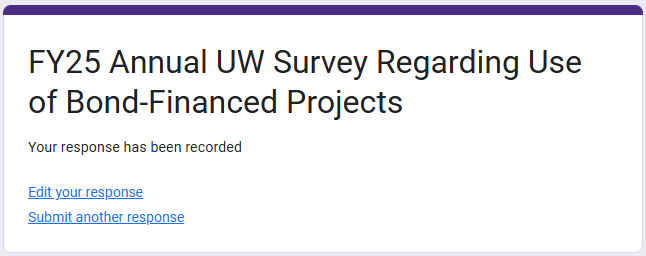 FY25 Annual UW Survey Regarding Use
of Bond-Financed Projects
Your response has been recorded
Edit your response
Submit another response